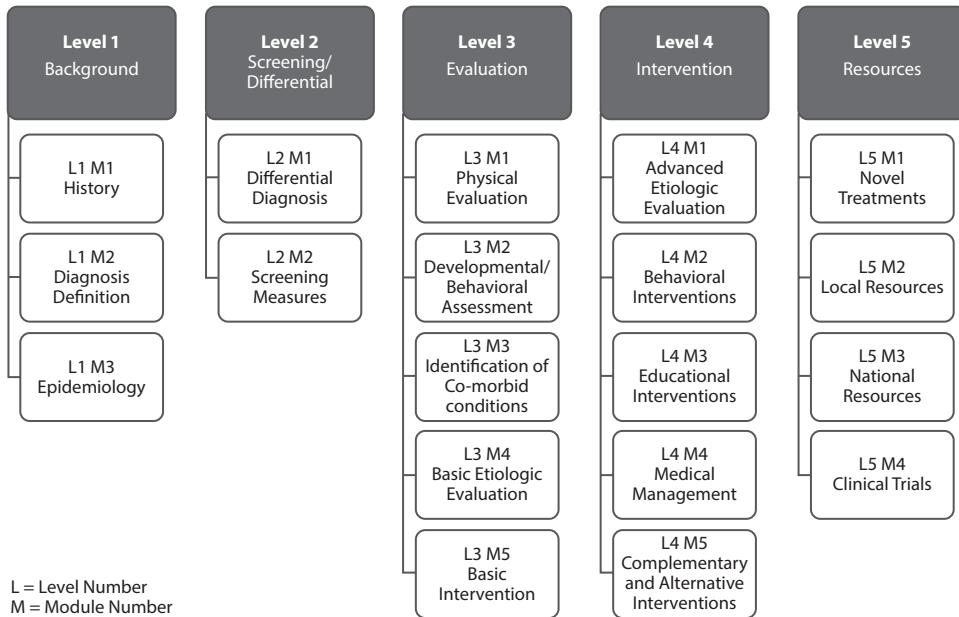 Level 1
Background
L1 M1
History
L1 M2
Diagnosis
Definition
L1 M3
Epidemiology
Level 2
Screening/
Differential
L2 M1
Differential
Diagnosis
L2 M2
Screening
Measures
Level 3
Evaluation
L3 M1
Physical
Evaluation
L3 M2
Developmental/
Behavioral
Assessment
L3 M3
Identification of
Co-morbid
conditions
L3 M4
Basic Etiologic
Evaluation
L3 M5
Basic
Intervention
Level 4
Intervention
L4 M1
Advanced
Etiologic
Evaluation
L4 M2
Behavioral
Interventions
L4 M3
Educational
Interventions
L4 M4
Medical
Management
L4 M5
Complementary
and Alternative
Interventions
Level 5
Resources
L5 M1
Novel
Treatments
L5 M2
Local Resources
L5 M3
National
Resources
L5 M4
Clinical Trials
L = Level Number
M = Module Number